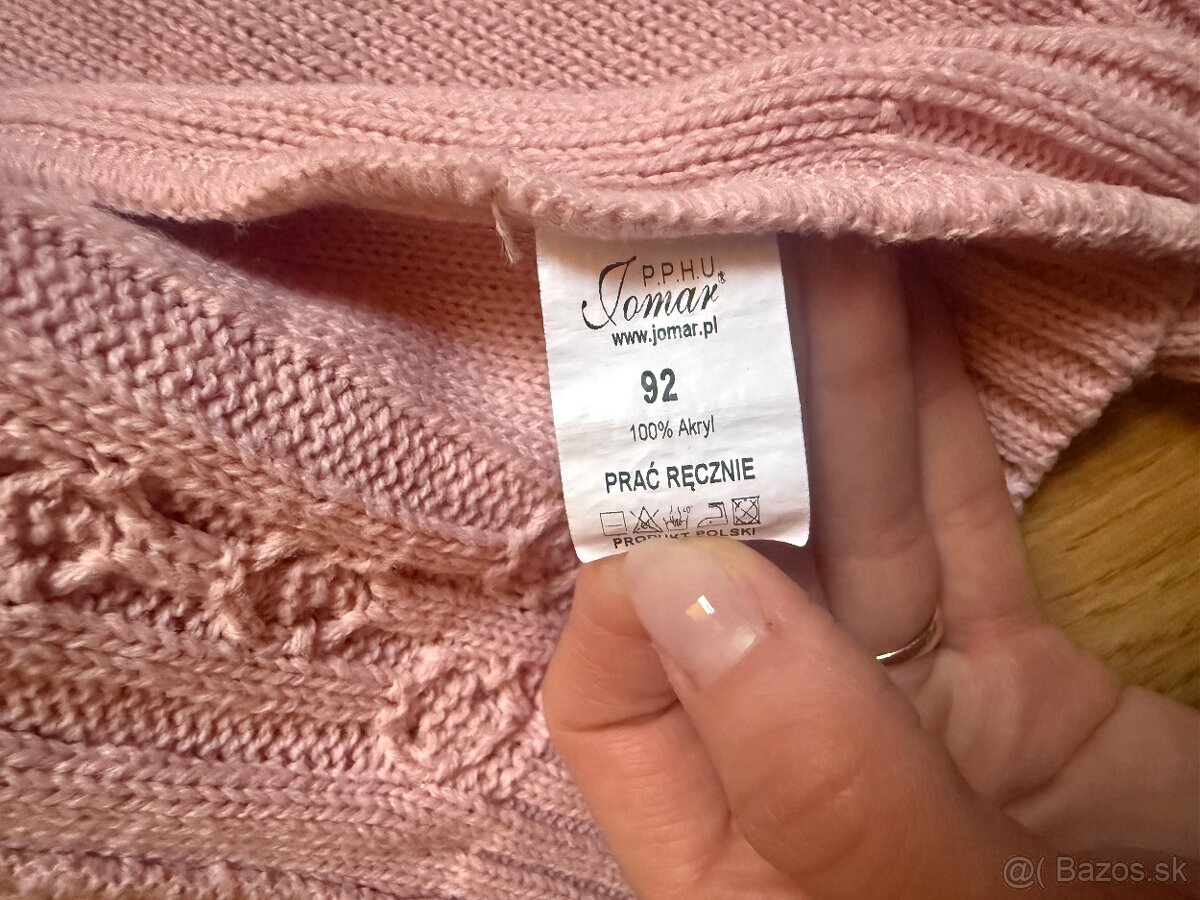 P.P.H.U
Jomar®
www.jomar.pl
92
100% Akryl
PRAĆ RĘCZNIE
PRODUKT POLSKI
@( Bazos.sk